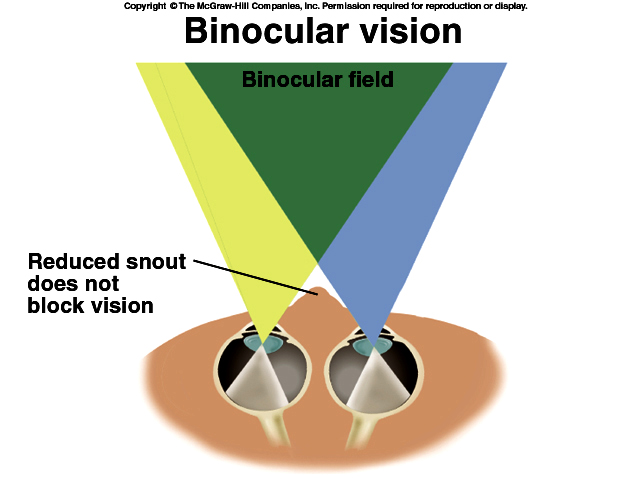 Copyright © The McGraw-Hill Companies, Inc. Permission required for reproduction or display.
Binocular vision
Binocular field
Reduced snout
does not
block vision